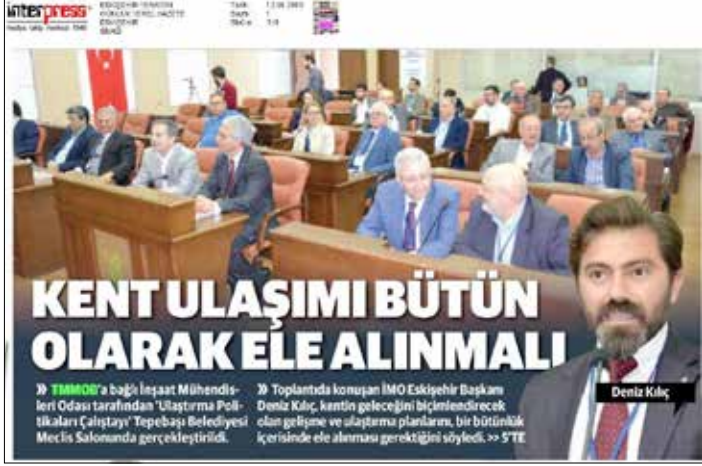 interpress
KENT ULAŞIMI BÜTÜN
OLARAK ELE ALINMALI
» TMMOB'a bağlı İnşaat Mühendis-
leri Odası tarafından 'Ulaştırma Poli-
tikaları Çalıştayı' Tepebaşı Belediyesi
Meclis Salonunda gerçekleştirildi.
» Toplantıda konuşan İMO Eskişehir Başkanı
Deniz Kılıç, kentin geleceğini biçimlendirecek
olan gelişme ve ulaştırma planlarını, bir bütünlük
içerisinde ele alınması gerektiğini söyledi. >> 5'TE
Deniz Kılıç